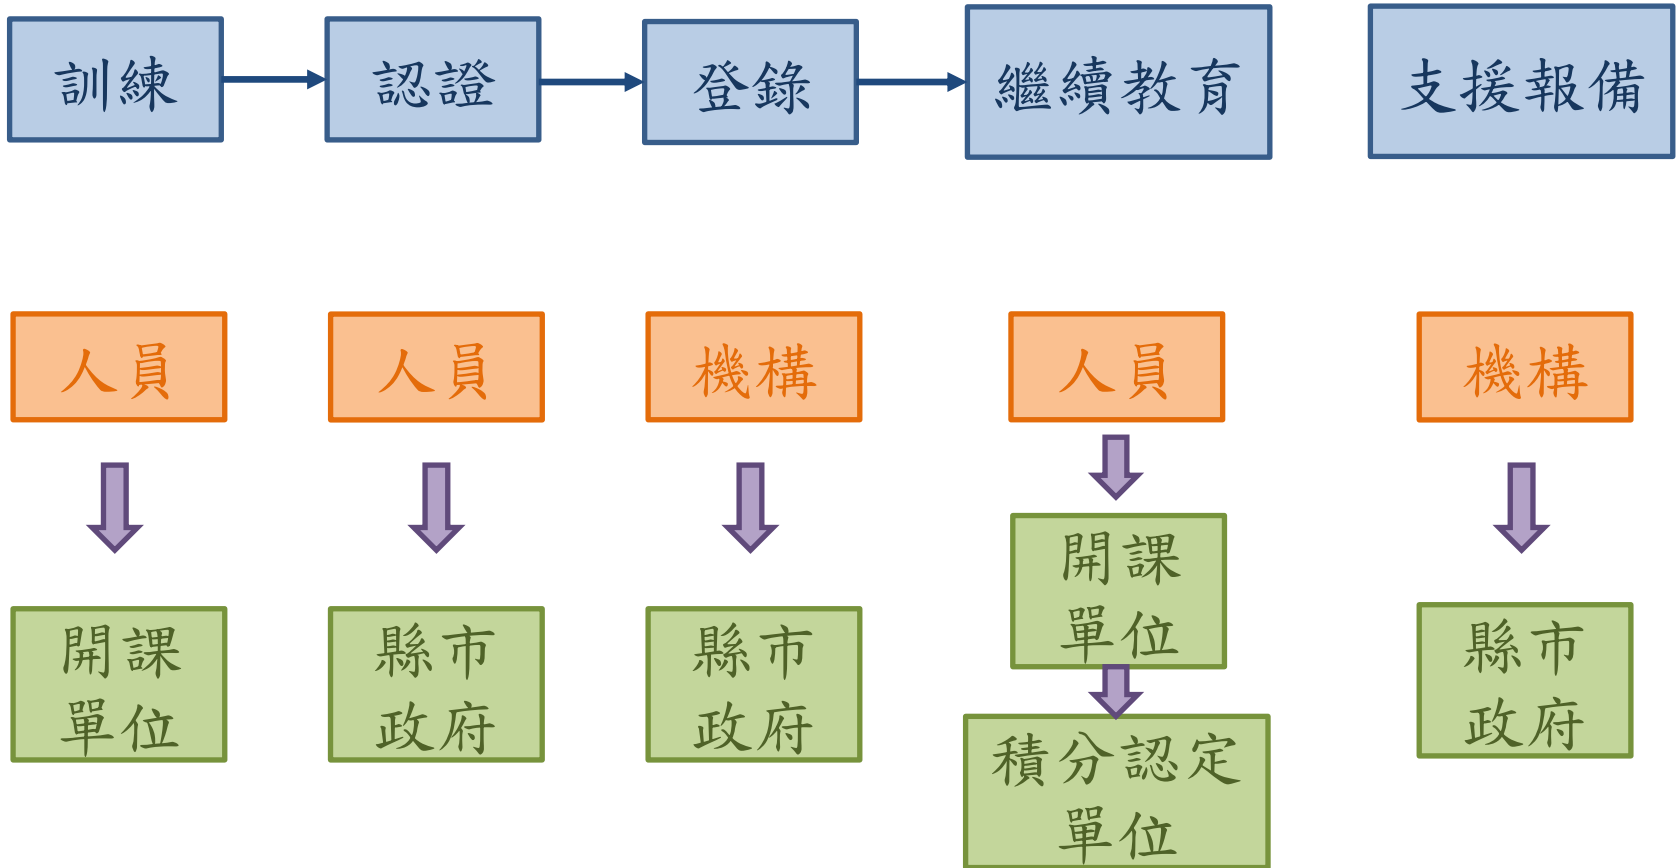 訓練
認證
登錄
繼續教育
支援報備
人員
人員
機構
人員
機構
開課
單位
縣市
政府
縣市
政府
開課
單位
積分認定
單位
縣市
政府